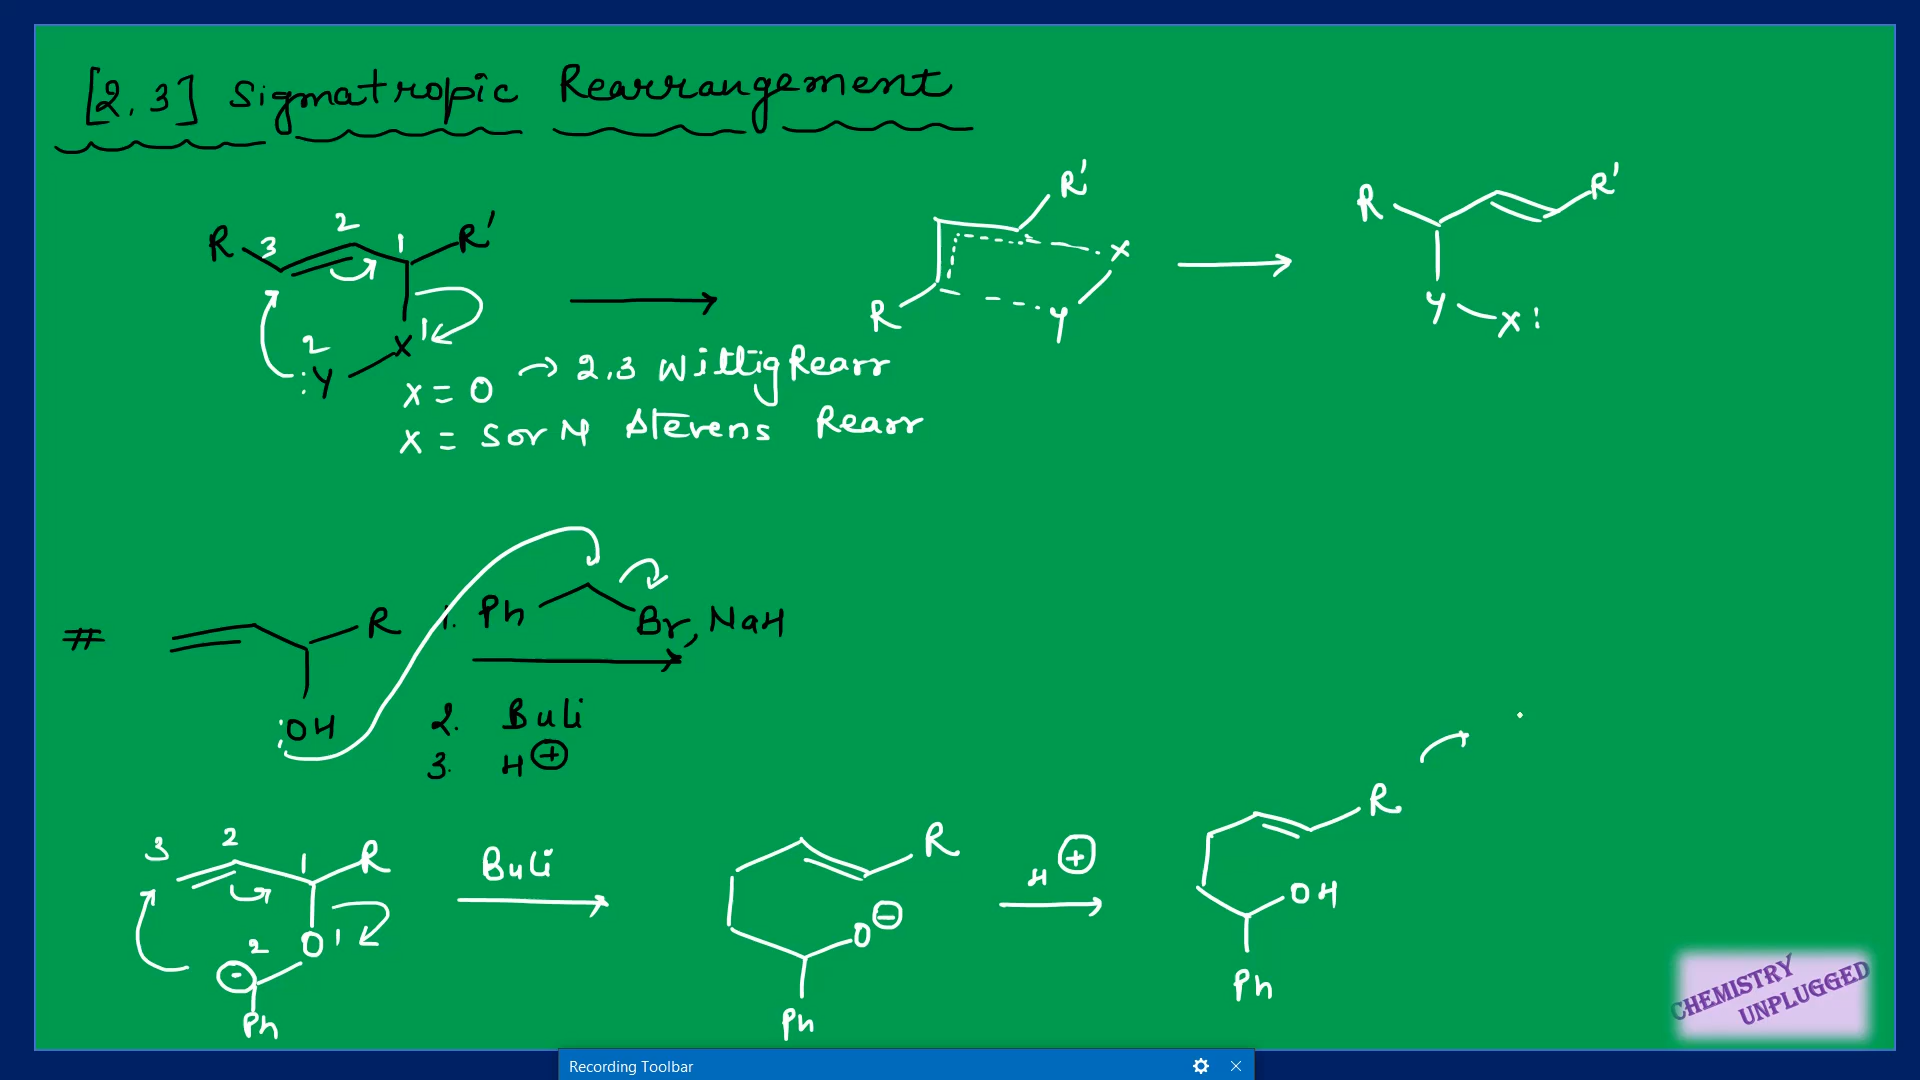 [2,3] Sigmatropic Rearrangement
R 3 2 1 R'
:Y 2 X 1
R' X Y R
R R' Y X:
X = O → 2,3 Wittig Rearr
X = S or N Stevens Rearr
# R :OH
1. Ph Br, NaH
2. BuLi
3. H⊕
3 2 1 R
2 O 1 ⊖ Ph
BuLi
R O⊖ Ph
H⊕
R OH Ph
CHEMISTRY
UNPLUGGED
Recording Toolbar